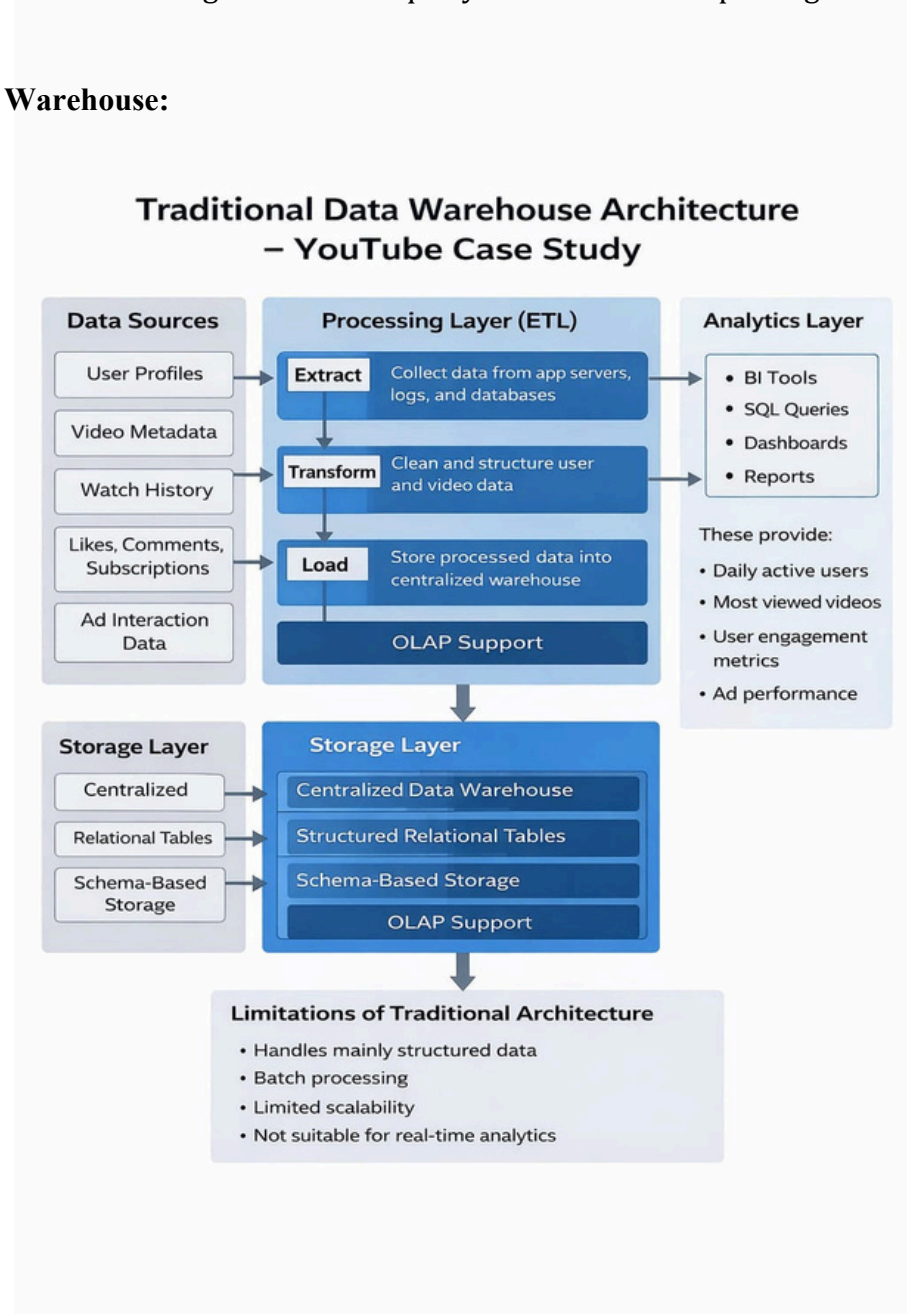 Warehouse:
Traditional Data Warehouse Architecture
– YouTube Case Study
Data Sources
User Profiles
Video Metadata
Watch History
Likes, Comments,
Subscriptions
Ad Interaction
Data
Processing Layer (ETL)
Extract
Collect data from app servers,
logs, and databases
Transform
Clean and structure user
and video data
Load
Store processed data into
centralized warehouse
OLAP Support
Analytics Layer
• BI Tools
• SQL Queries
• Dashboards
• Reports
These provide:
• Daily active users
• Most viewed videos
• User engagement
metrics
• Ad performance
Storage Layer
Centralized
Relational Tables
Schema-Based
Storage
Storage Layer
Centralized Data Warehouse
Structured Relational Tables
Schema-Based Storage
OLAP Support
Limitations of Traditional Architecture
• Handles mainly structured data
• Batch processing
• Limited scalability
• Not suitable for real-time analytics